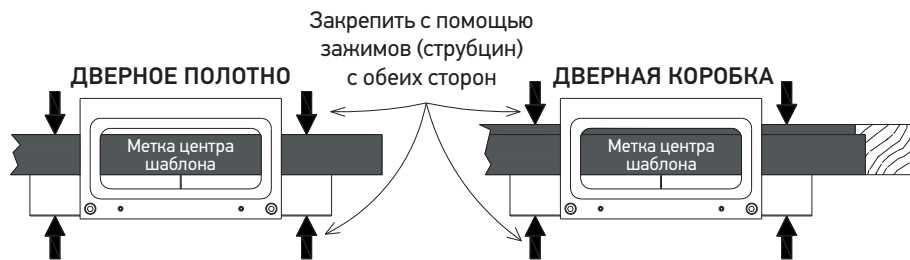 Закрепить с помощью
зажимов (струбцин)
с обеих сторон
ДВЕРНОЕ ПОЛОТНО
ДВЕРНАЯ КОРОБКА
Метка центра
шаблона
Метка центра
шаблона